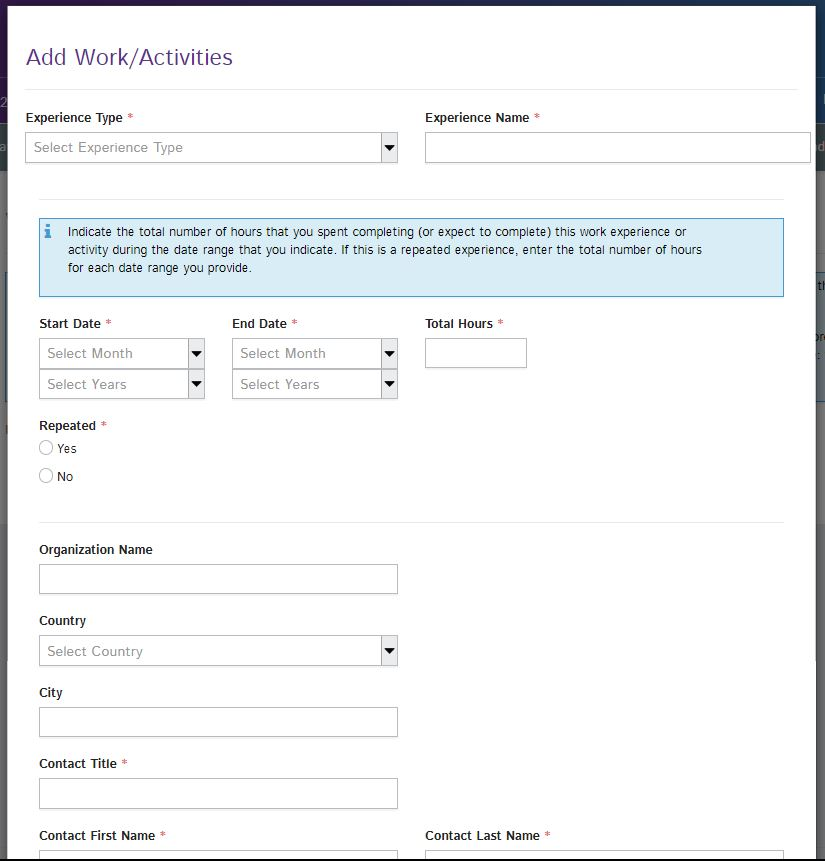 Add Work/Activities
Experience Type *
Experience Name *
Select Experience Type
Indicate the total number of hours that you spent completing (or expect to complete) this work experience or
activity during the date range that you indicate. If this is a repeated experience, enter the total number of hours
for each date range you provide.
Start Date *
End Date *
Total Hours *
Select Month
Select Month
Select Years
Select Years
Repeated *
Yes
No
Organization Name
Country
Select Country
City
Contact Title *
Contact First Name *
Contact Last Name *